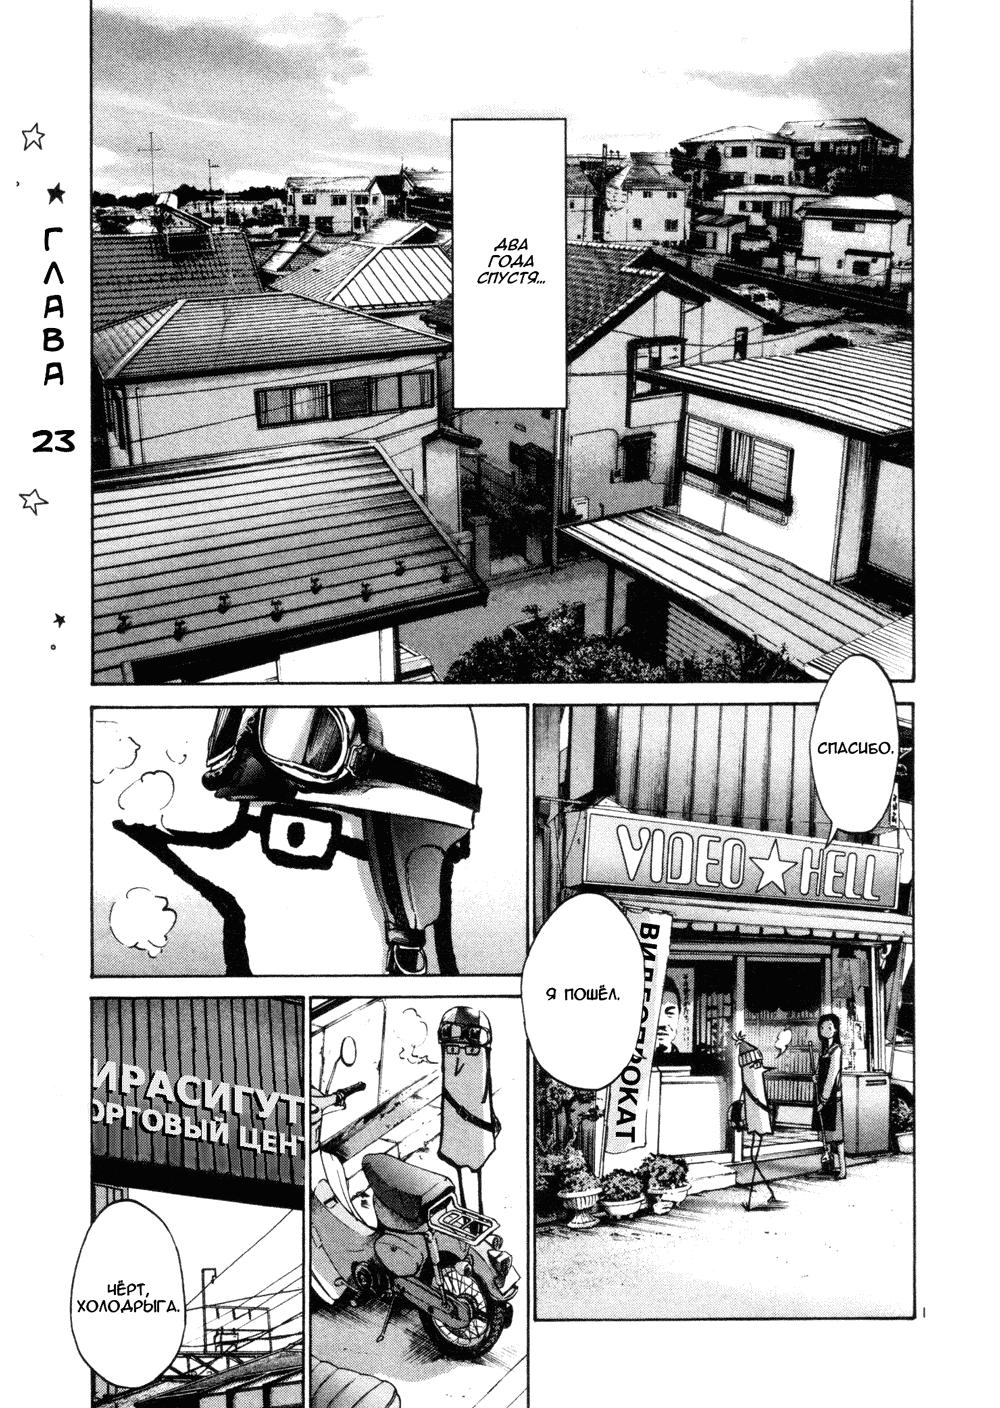 ГЛАВА 23
ДВА
ГОДА
СПУСТЯ...
СПАСИБО.
VIDEO★HELL
Я ПОШЁЛ.
ВИДЕОПРОКАТ
ИРАСИГУТ
ОРГОВЫЙ ЦЕНТ
ЧЁРТ,
ХОЛОДРЫГА.
1